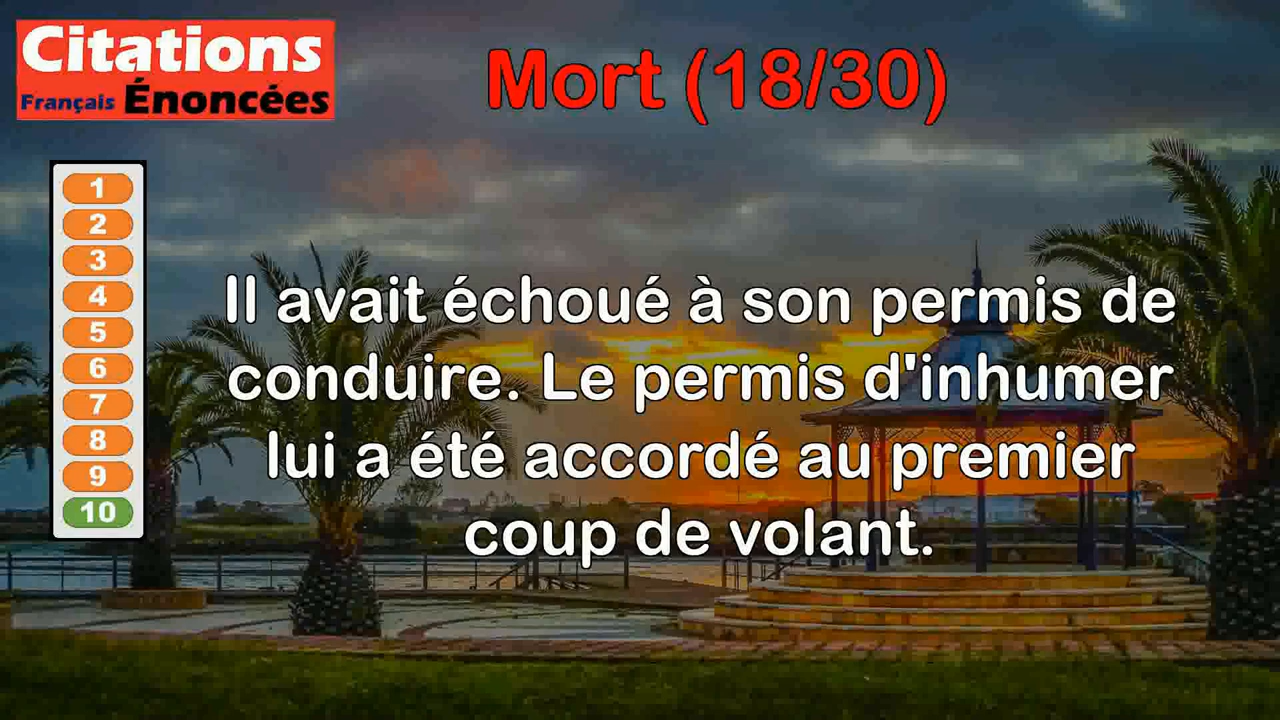 Citations
Français Énoncées
Mort (18/30)
1
2
3
4
5
6
7
8
9
10
Il avait échoué à son permis de
conduire. Le permis d'inhumer
lui a été accordé au premier
coup de volant.